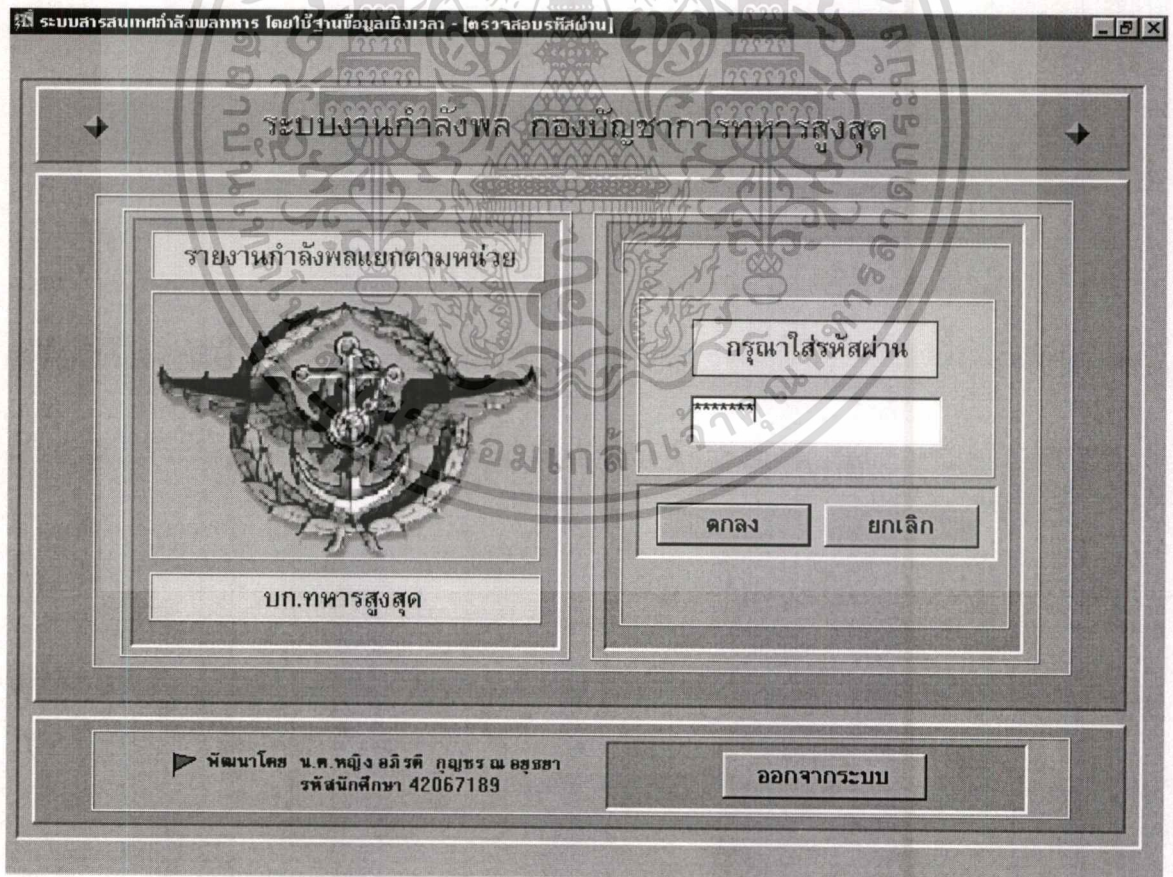 ระบบสารสนเทศกำลังพลทหาร โดยใช้ฐานข้อมูลเชิงเวลา - [ตรวจสอบรหัสผ่าน]
ระบบงานกำลังพล กองบัญชาการทหารสูงสุด
รายงานกำลังพลแยกตามหน่วย
บก.ทหารสูงสุด
กรุณาใส่รหัสผ่าน
*******
ตกลง
ยกเลิก
พัฒนาโดย น.ต.หญิง อภิรตี กุญชร ณ อยุธยา
รหัสนักศึกษา 42067189
ออกจากระบบ